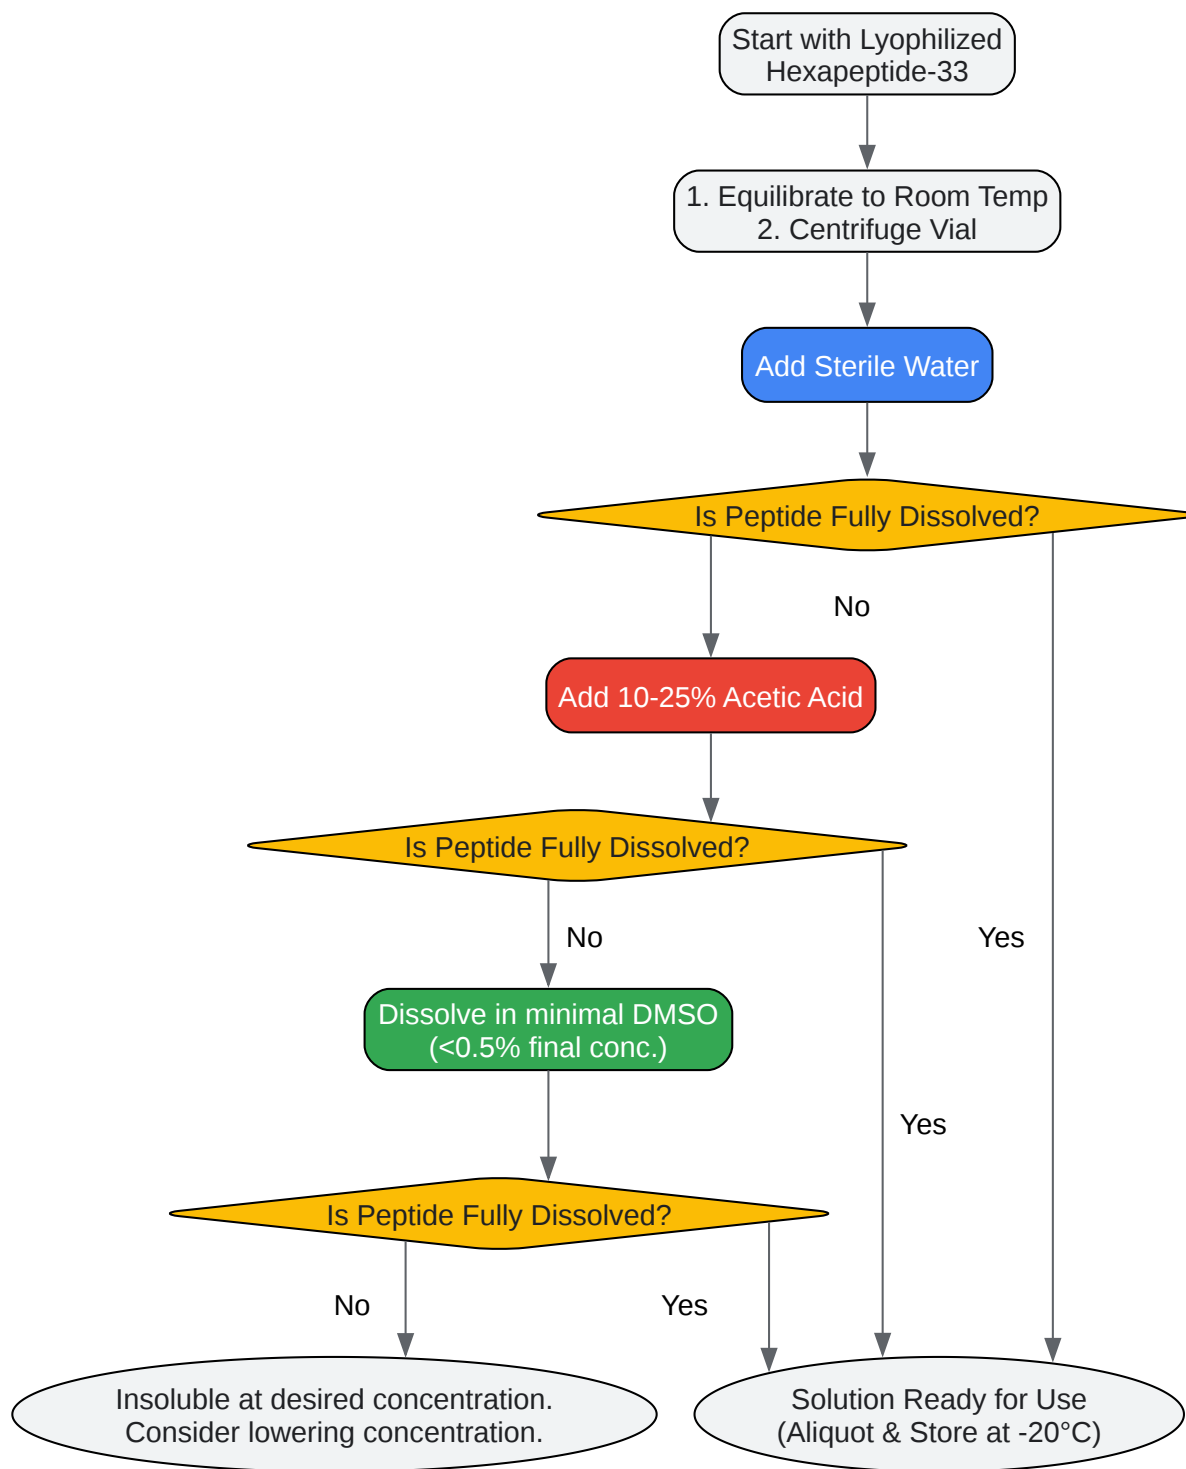 Start with Lyophilized
Hexapeptide-33
1. Equilibrate to Room Temp
2. Centrifuge Vial
Add Sterile Water
Is Peptide Fully Dissolved?
No
Add 10-25% Acetic Acid
Is Peptide Fully Dissolved?
No
Yes
Dissolve in minimal DMSO
(<0.5% final conc.)
Yes
Is Peptide Fully Dissolved?
No
Yes
Insoluble at desired concentration.
Consider lowering concentration.
Solution Ready for Use
(Aliquot & Store at -20°C)